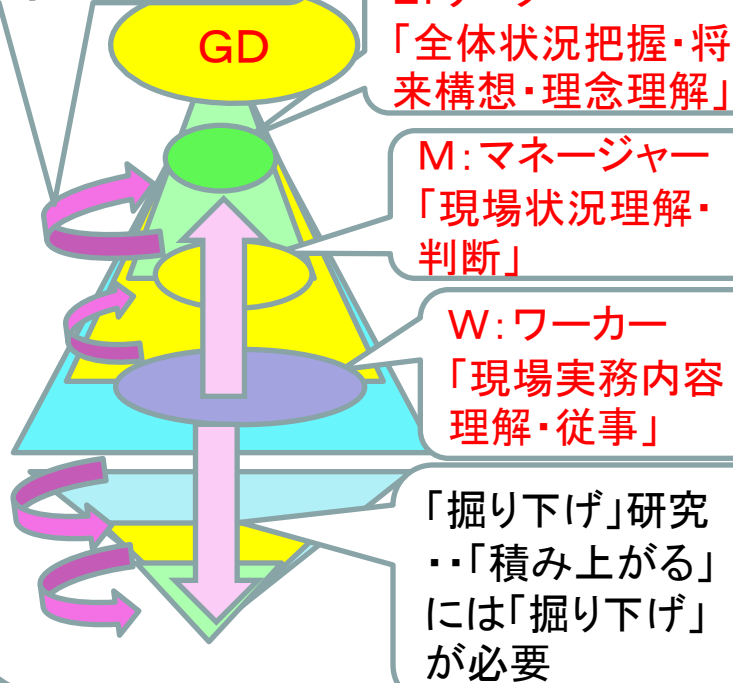 GD
「全体状況把握・将
来構想・理念理解」
M:マネージャー
「現場状況理解・
判断」
W:ワーカー
「現場実務内容
理解・従事」
「掘り下げ」研究
・・「積み上がる」
には「掘り下げ」
が必要